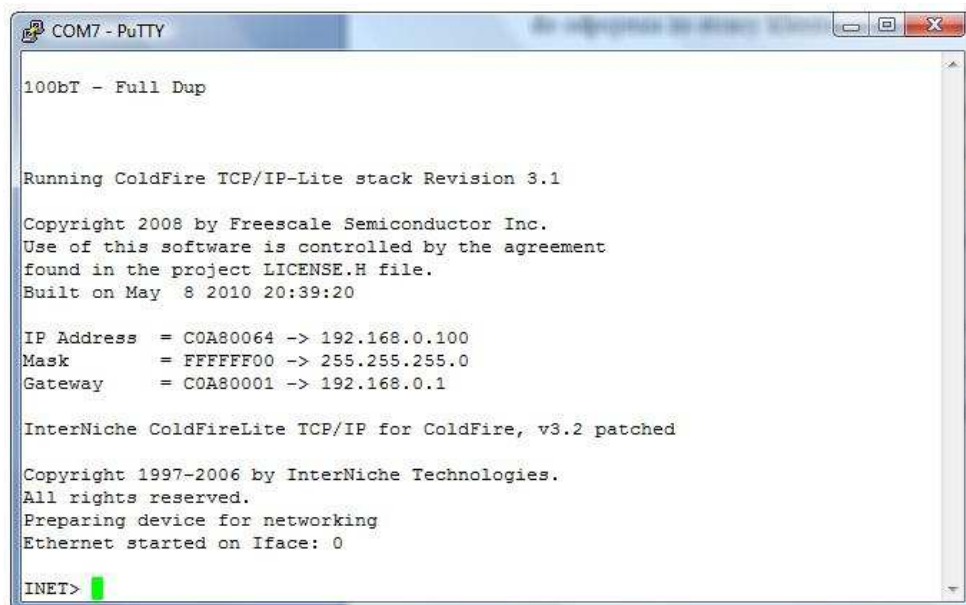 COM7 - PuTTY
100bT - Full Dup
Running ColdFire TCP/IP-Lite stack Revision 3.1
Copyright 2008 by Freescale Semiconductor Inc.
Use of this software is controlled by the agreement
found in the project LICENSE.H file.
Built on May  8 2010 20:39:20
IP Address  = C0A80064 -> 192.168.0.100
Mask        = FFFFFF00 -> 255.255.255.0
Gateway     = C0A80001 -> 192.168.0.1
InterNiche ColdFireLite TCP/IP for ColdFire, v3.2 patched
Copyright 1997-2006 by InterNiche Technologies.
All rights reserved.
Preparing device for networking
Ethernet started on Iface: 0
INET>